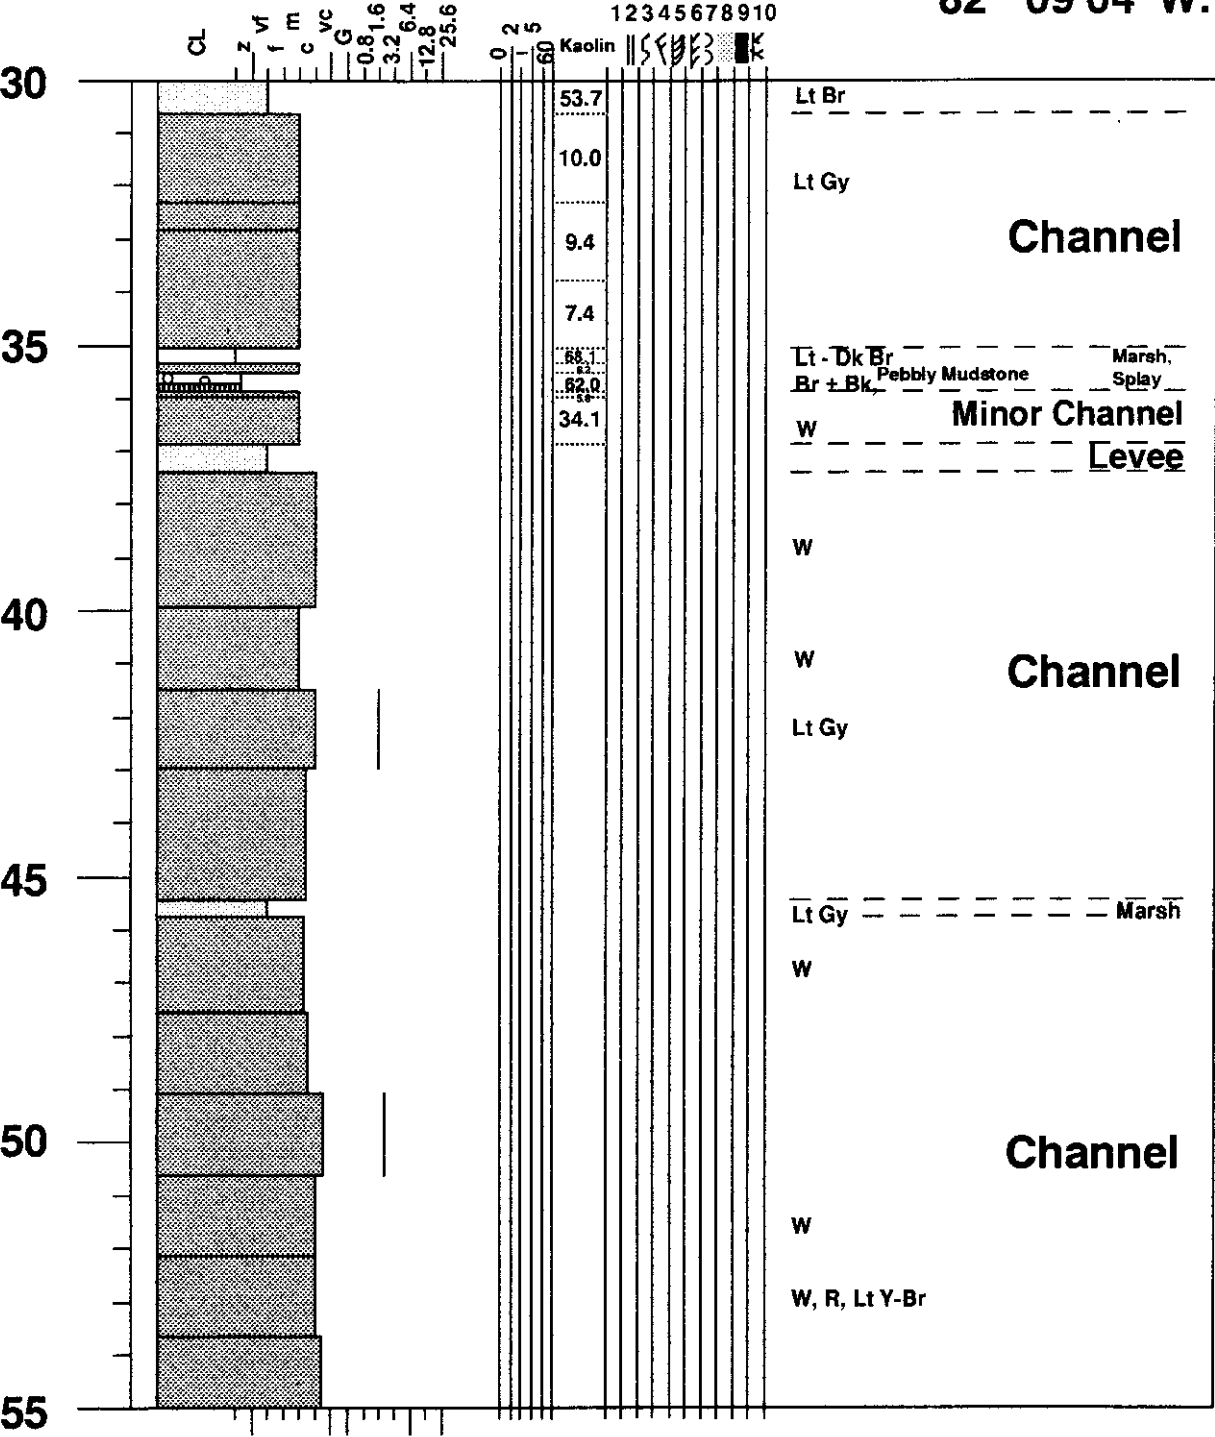 82° 09'04" W.
CL z vf f m c vc G 0.8 1.6 3.2 6.4 12.8 25.6
0 2 1 5 60 Kaolin 1 2 3 4 5 6 7 8 9 10
30
53.7 Lt Br
10.0 Lt Gy
9.4 Channel
7.4
35
68.1 Lt - Dk Br Marsh,
62.0 Br + Bk, Pebbly Mudstone Splay
5.8
34.1 W Minor Channel
Levee
W
40
W Channel
Lt Gy
45
Lt Gy Marsh
W
50
Channel
W
W, R, Lt Y-Br
55